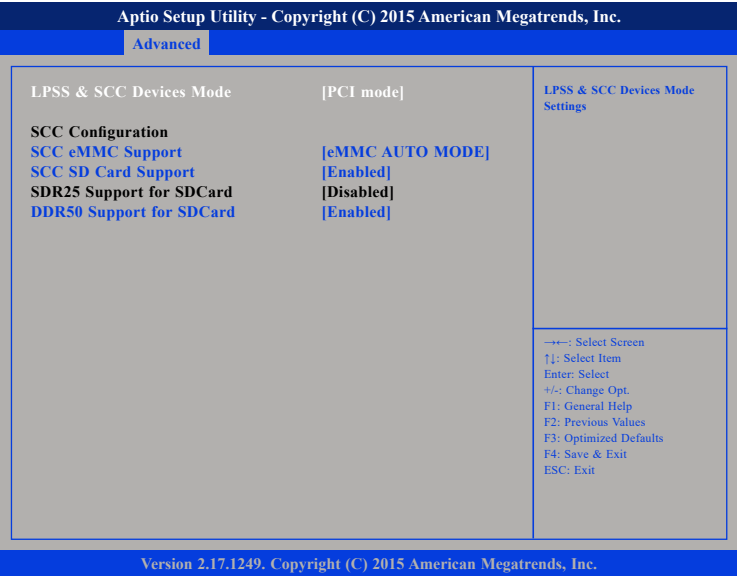 Aptio Setup Utility - Copyright (C) 2015 American Megatrends, Inc.
Advanced
LPSS & SCC Devices Mode [PCI mode]
SCC Configuration
SCC eMMC Support [eMMC AUTO MODE]
SCC SD Card Support [Enabled]
SDR25 Support for SDCard [Disabled]
DDR50 Support for SDCard [Enabled]
LPSS & SCC Devices Mode
Settings
→←: Select Screen
↑↓: Select Item
Enter: Select
+/-: Change Opt.
F1: General Help
F2: Previous Values
F3: Optimized Defaults
F4: Save & Exit
ESC: Exit
Version 2.17.1249. Copyright (C) 2015 American Megatrends, Inc.